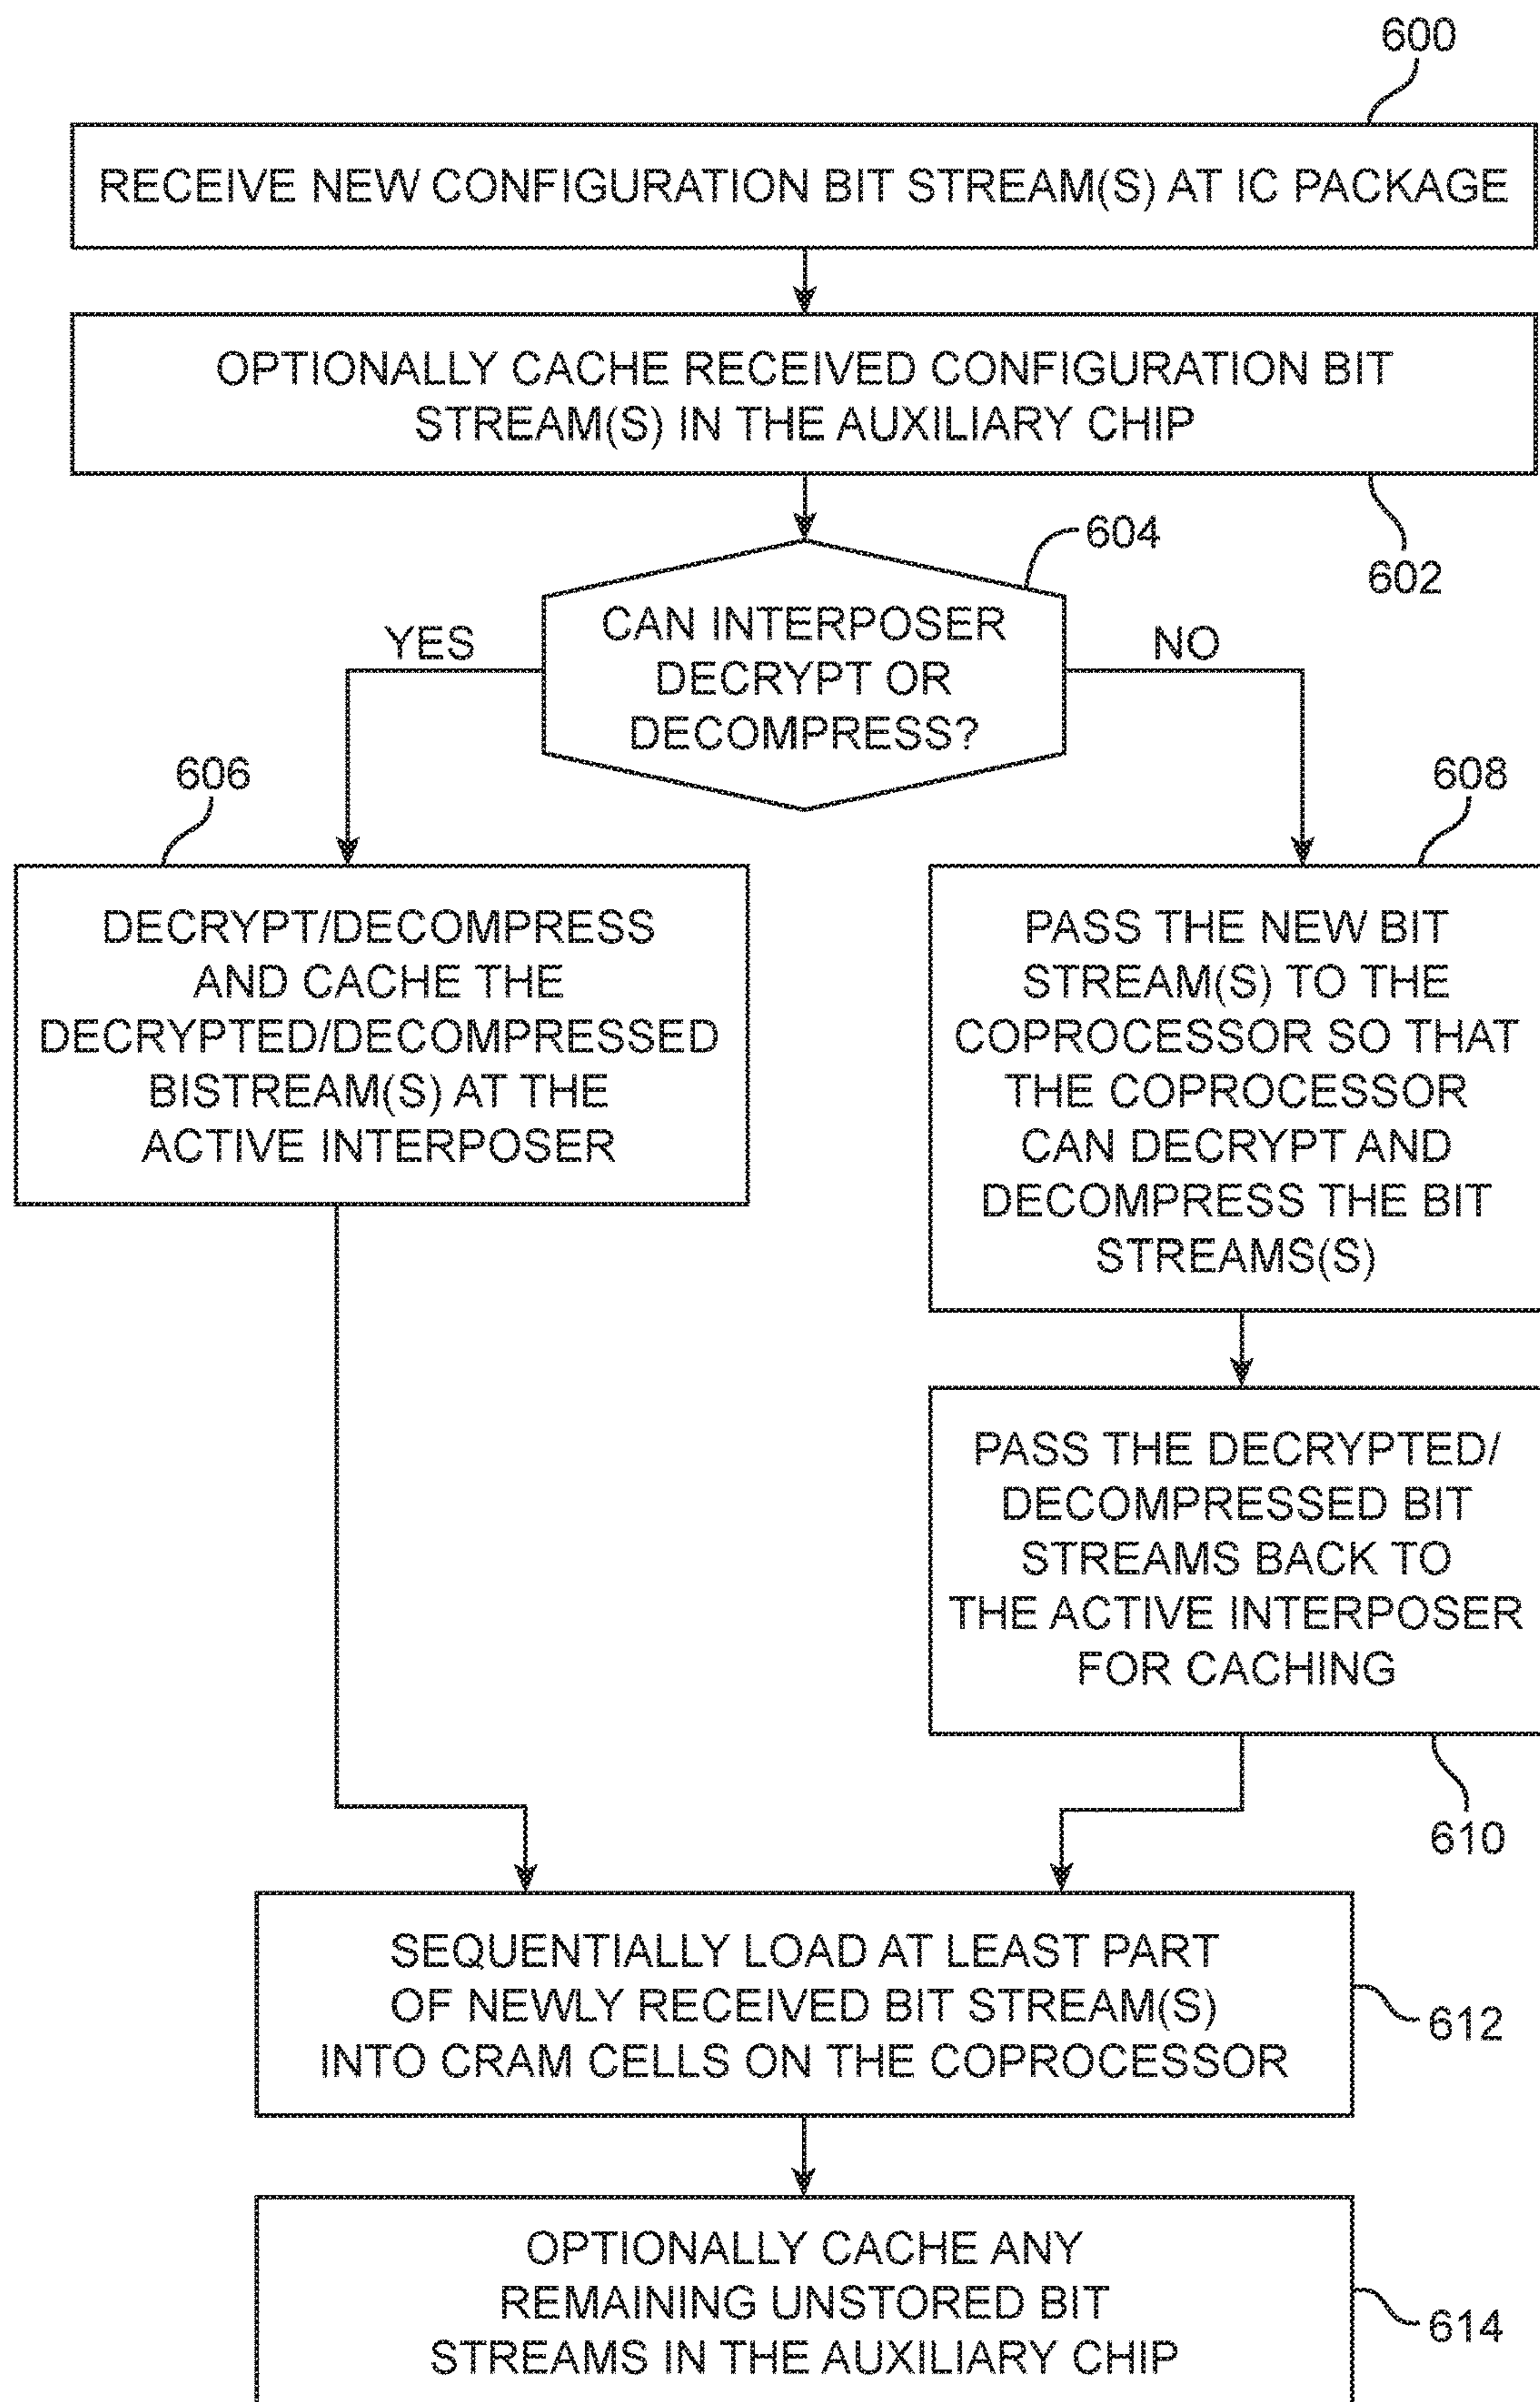 600
RECEIVE NEW CONFIGURATION BIT STREAM(S) AT IC PACKAGE
OPTIONALLY CACHE RECEIVED CONFIGURATION BIT
STREAM(S) IN THE AUXILIARY CHIP
602
604
CAN INTERPOSER
DECRYPT OR
DECOMPRESS?
YES
NO
606
DECRYPT/DECOMPRESS
AND CACHE THE
DECRYPTED/DECOMPRESSED
BISTREAM(S) AT THE
ACTIVE INTERPOSER
608
PASS THE NEW BIT
STREAM(S) TO THE
COPROCESSOR SO THAT
THE COPROCESSOR
CAN DECRYPT AND
DECOMPRESS THE BIT
STREAMS(S)
PASS THE DECRYPTED/
DECOMPRESSED BIT
STREAMS BACK TO
THE ACTIVE INTERPOSER
FOR CACHING
610
SEQUENTIALLY LOAD AT LEAST PART
OF NEWLY RECEIVED BIT STREAM(S)
INTO CRAM CELLS ON THE COPROCESSOR
612
OPTIONALLY CACHE ANY
REMAINING UNSTORED BIT
STREAMS IN THE AUXILIARY CHIP
614